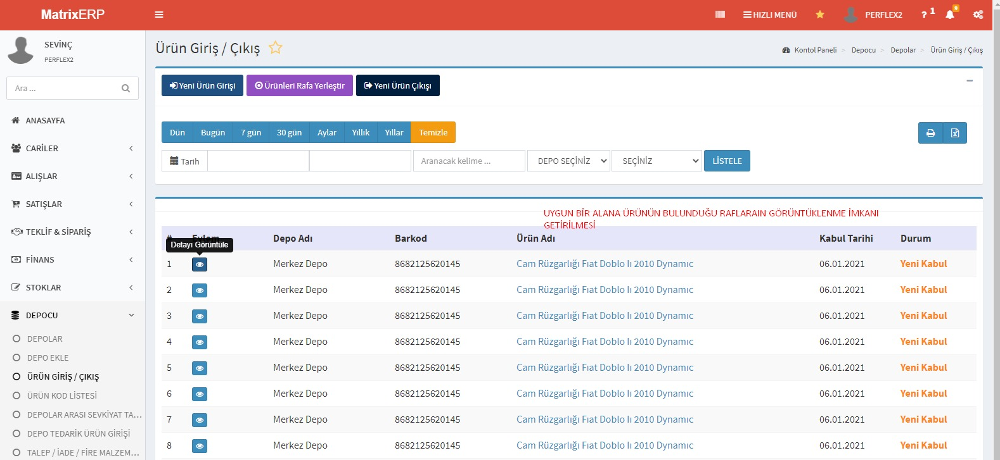 MatrixERP
HIZLI MENÜ
PERFLEX2
? 1
9
SEVİNÇ
PERFLEX2
Ara ...
ANASAYFA
CARİLER
ALIŞLAR
SATIŞLAR
TEKLİF & SİPARİŞ
FİNANS
STOKLAR
DEPOCU
DEPOLAR
DEPO EKLE
ÜRÜN GİRİŞ / ÇIKIŞ
ÜRÜN KOD LİSTESİ
DEPOLAR ARASI SEVKİYAT TA...
DEPO TEDARİK ÜRÜN GİRİŞİ
TALEP / İADE / FİRE MALZEM...
Ürün Giriş / Çıkış
Kontol Paneli > Depocu > Depolar > Ürün Giriş / Çıkış
Yeni Ürün Girişi Ürünleri Rafa Yerleştir Yeni Ürün Çıkışı
Dün Bugün 7 gün 30 gün Aylar Yıllık Yıllar Temizle
Tarih Aranacak kelime ... DEPO SEÇİNİZ SEÇİNİZ LİSTELE
UYGUN BİR ALANA ÜRÜNÜN BULUNDUĞU RAFLARAIN GÖRÜNTÜKLENME İMKANI
GETİRİLMESİ
# Eylem Depo Adı Barkod Ürün Adı Kabul Tarihi Durum
Detayı Görüntüle
1 Merkez Depo 8682125620145 Cam Rüzgarlığı Fıat Doblo Iı 2010 Dynamıc 06.01.2021 Yeni Kabul
2 Merkez Depo 8682125620145 Cam Rüzgarlığı Fıat Doblo Iı 2010 Dynamıc 06.01.2021 Yeni Kabul
3 Merkez Depo 8682125620145 Cam Rüzgarlığı Fıat Doblo Iı 2010 Dynamıc 06.01.2021 Yeni Kabul
4 Merkez Depo 8682125620145 Cam Rüzgarlığı Fıat Doblo Iı 2010 Dynamıc 06.01.2021 Yeni Kabul
5 Merkez Depo 8682125620145 Cam Rüzgarlığı Fıat Doblo Iı 2010 Dynamıc 06.01.2021 Yeni Kabul
6 Merkez Depo 8682125620145 Cam Rüzgarlığı Fıat Doblo Iı 2010 Dynamıc 06.01.2021 Yeni Kabul
7 Merkez Depo 8682125620145 Cam Rüzgarlığı Fıat Doblo Iı 2010 Dynamıc 06.01.2021 Yeni Kabul
8 Merkez Depo 8682125620145 Cam Rüzgarlığı Fıat Doblo Iı 2010 Dynamıc 06.01.2021 Yeni Kabul